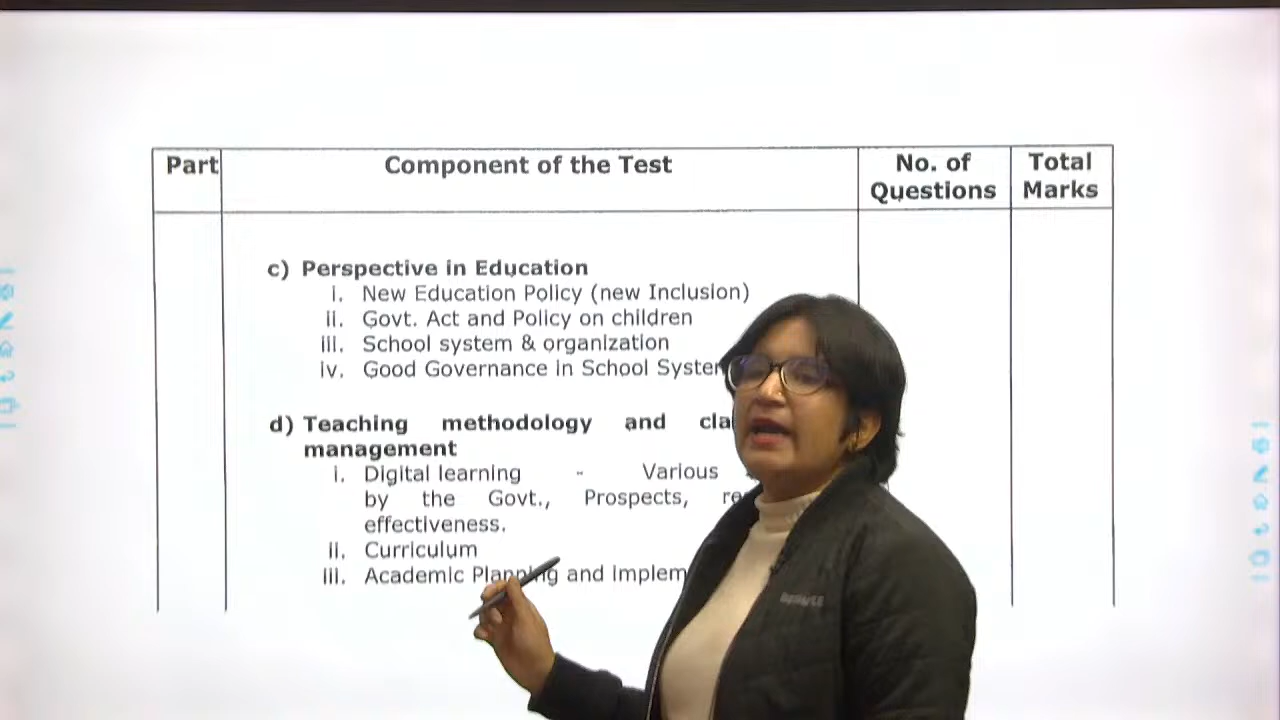 Part
Component of the Test
No. of
Questions
Total
Marks
c) Perspective in Education
i. New Education Policy (new Inclusion)
ii. Govt. Act and Policy on children
iii. School system & organization
iv. Good Governance in School System
d) Teaching methodology and
management
i. Digital learning - Various
by the Govt., Prospects,
effectiveness.
ii. Curriculum
iii. Academic Planning and